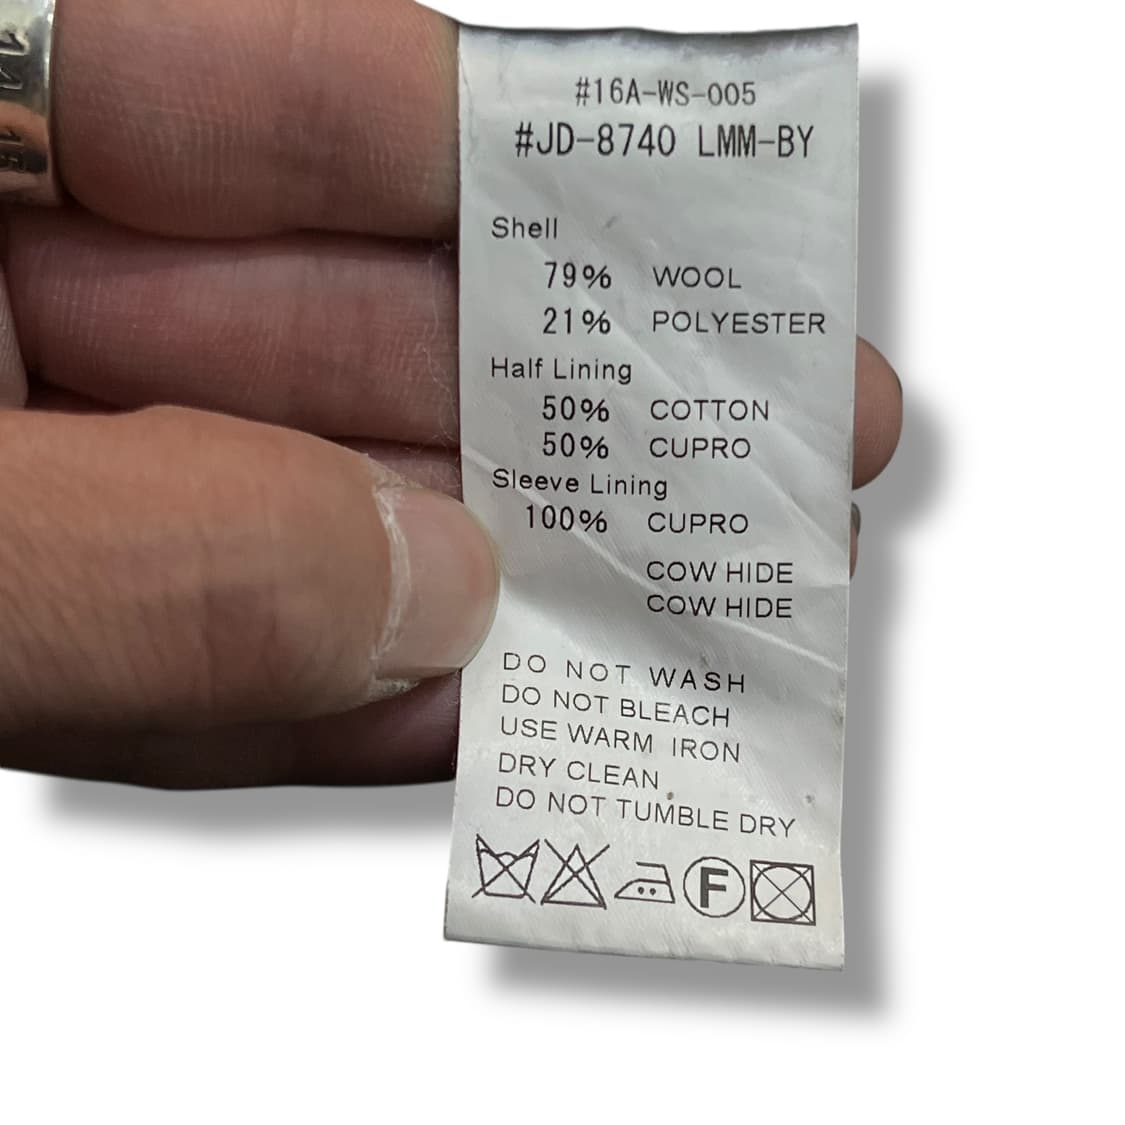 #16A-WS-005
#JD-8740 LMM-BY
Shell
79% WOOL
21% POLYESTER
Half Lining
50% COTTON
50% CUPRO
Sleeve Lining
100% CUPRO
COW HIDE
COW HIDE
DO NOT WASH
DO NOT BLEACH
USE WARM IRON
DRY CLEAN
DO NOT TUMBLE DRY
F
14
15